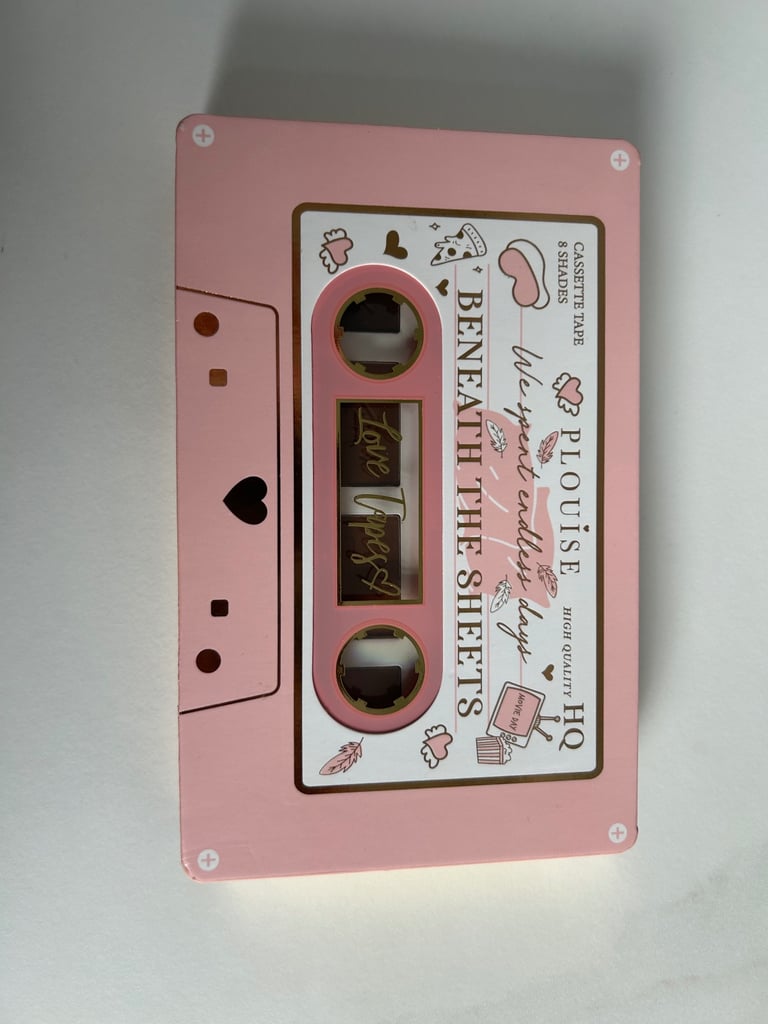 CASSETTE TAPE
8 SHADES
PLOUISE
HIGH QUALITY HQ
We spent endless days
MOVIE DAY
BENEATH THE SHEETS
Love Tapes